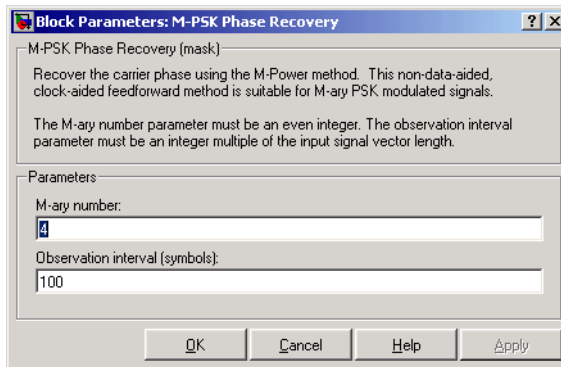 Block Parameters: M-PSK Phase Recovery
M-PSK Phase Recovery (mask)
Recover the carrier phase using the M-Power method. This non-data-aided,
clock-aided feedforward method is suitable for M-ary PSK modulated signals.
The M-ary number parameter must be an even integer. The observation interval
parameter must be an integer multiple of the input signal vector length.
Parameters
M-ary number:
4
Observation interval (symbols):
100
OK Cancel Help Apply